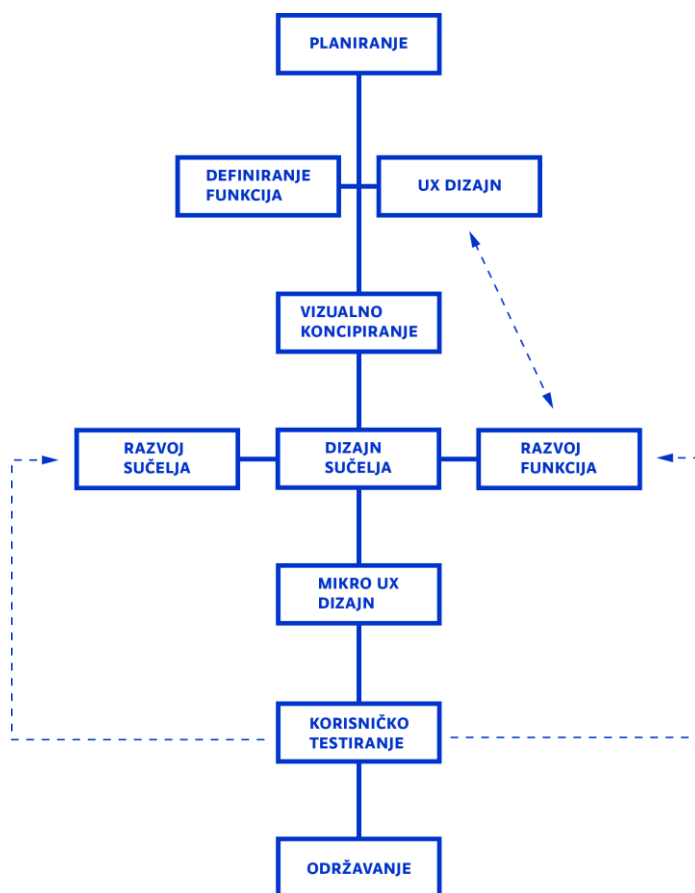 PLANIRANJE
DEFINIRANJE
FUNKCIJA
UX DIZAJN
VIZUALNO
KONCIPIRANJE
RAZVOJ
SUČELJA
DIZAJN
SUČELJA
RAZVOJ
FUNKCIJA
MIKRO UX
DIZAJN
KORISNIČKO
TESTIRANJE
ODRŽAVANJE